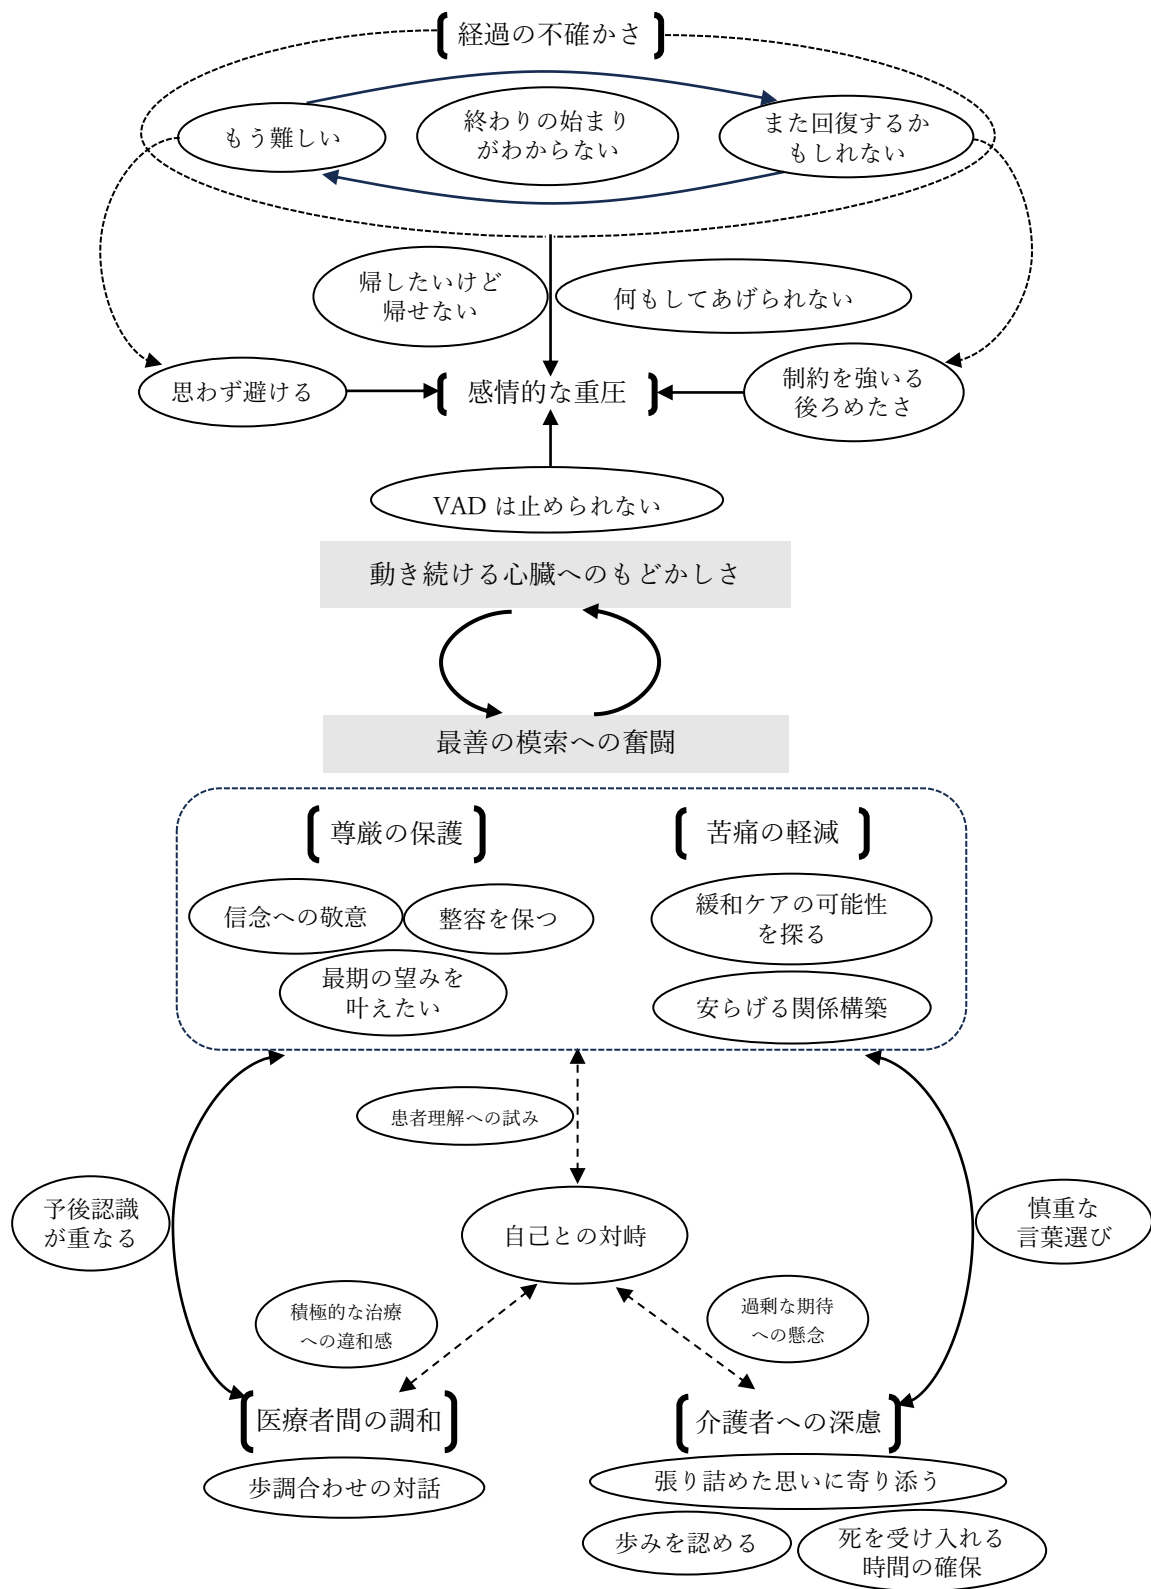 経過の不確かさ
もう難しい
終わりの始まり
がわからない
また回復するか
もしれない
帰したいけど
帰せない
何もしてあげられない
思わず避ける
感情的な重圧
制約を強いる
後ろめたさ
VAD は止められない
動き続ける心臓へのもどかしさ
最善の模索への奮闘
尊厳の保護
苦痛の軽減
信念への敬意
整容を保つ
最期の望みを
叶えたい
緩和ケアの可能性
を探る
安らげる関係構築
患者理解への試み
予後認識
が重なる
自己との対峙
慎重な
言葉選び
積極的な治療
への違和感
過剰な期待
への懸念
医療者間の調和
歩調合わせの対話
介護者への深慮
張り詰めた思いに寄り添う
歩みを認める
死を受け入れる
時間の確保